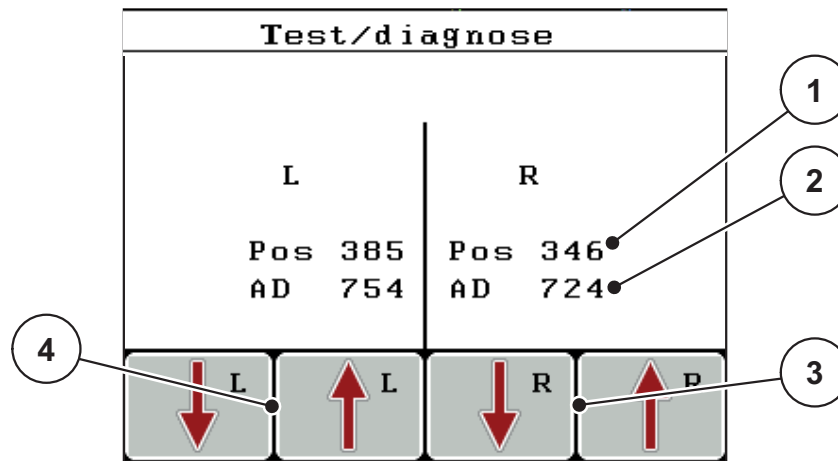 Test/diagnose
1
L R
2
Pos 385 Pos 346
AD 754 AD 724
4
L L R R
3